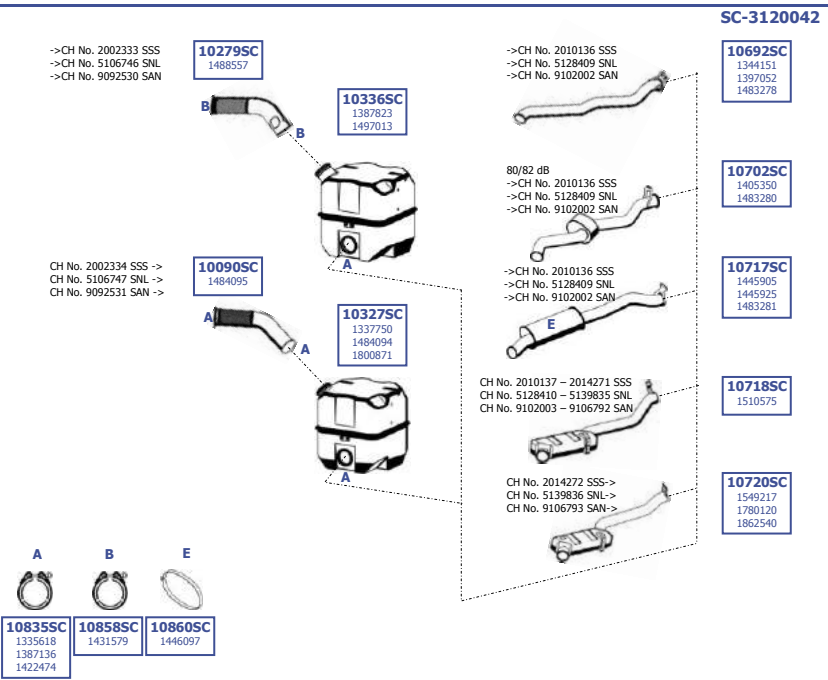 SC-3120042
->CH No. 2002333 SSS
->CH No. 5106746 SNL
->CH No. 9092530 SAN
10279SC
1488557
B
B
10336SC
1387823
1497013
A
CH No. 2002334 SSS ->
CH No. 5106747 SNL ->
CH No. 9092531 SAN ->
10090SC
1484095
A
A
10327SC
1337750
1484094
1800871
A
->CH No. 2010136 SSS
->CH No. 5128409 SNL
->CH No. 9102002 SAN
10692SC
1344151
1397052
1483278
80/82 dB
->CH No. 2010136 SSS
->CH No. 5128409 SNL
->CH No. 9102002 SAN
10702SC
1405350
1483280
->CH No. 2010136 SSS
->CH No. 5128409 SNL
->CH No. 9102002 SAN
E
10717SC
1445905
1445925
1483281
CH No. 2010137 – 2014271 SSS
CH No. 5128410 – 5139835 SNL
CH No. 9102003 – 9106792 SAN
10718SC
1510575
CH No. 2014272 SSS->
CH No. 5139836 SNL->
CH No. 9106793 SAN->
10720SC
1549217
1780120
1862540
A
B
E
10835SC
1335618
1387136
1422474
10858SC
1431579
10860SC
1446097